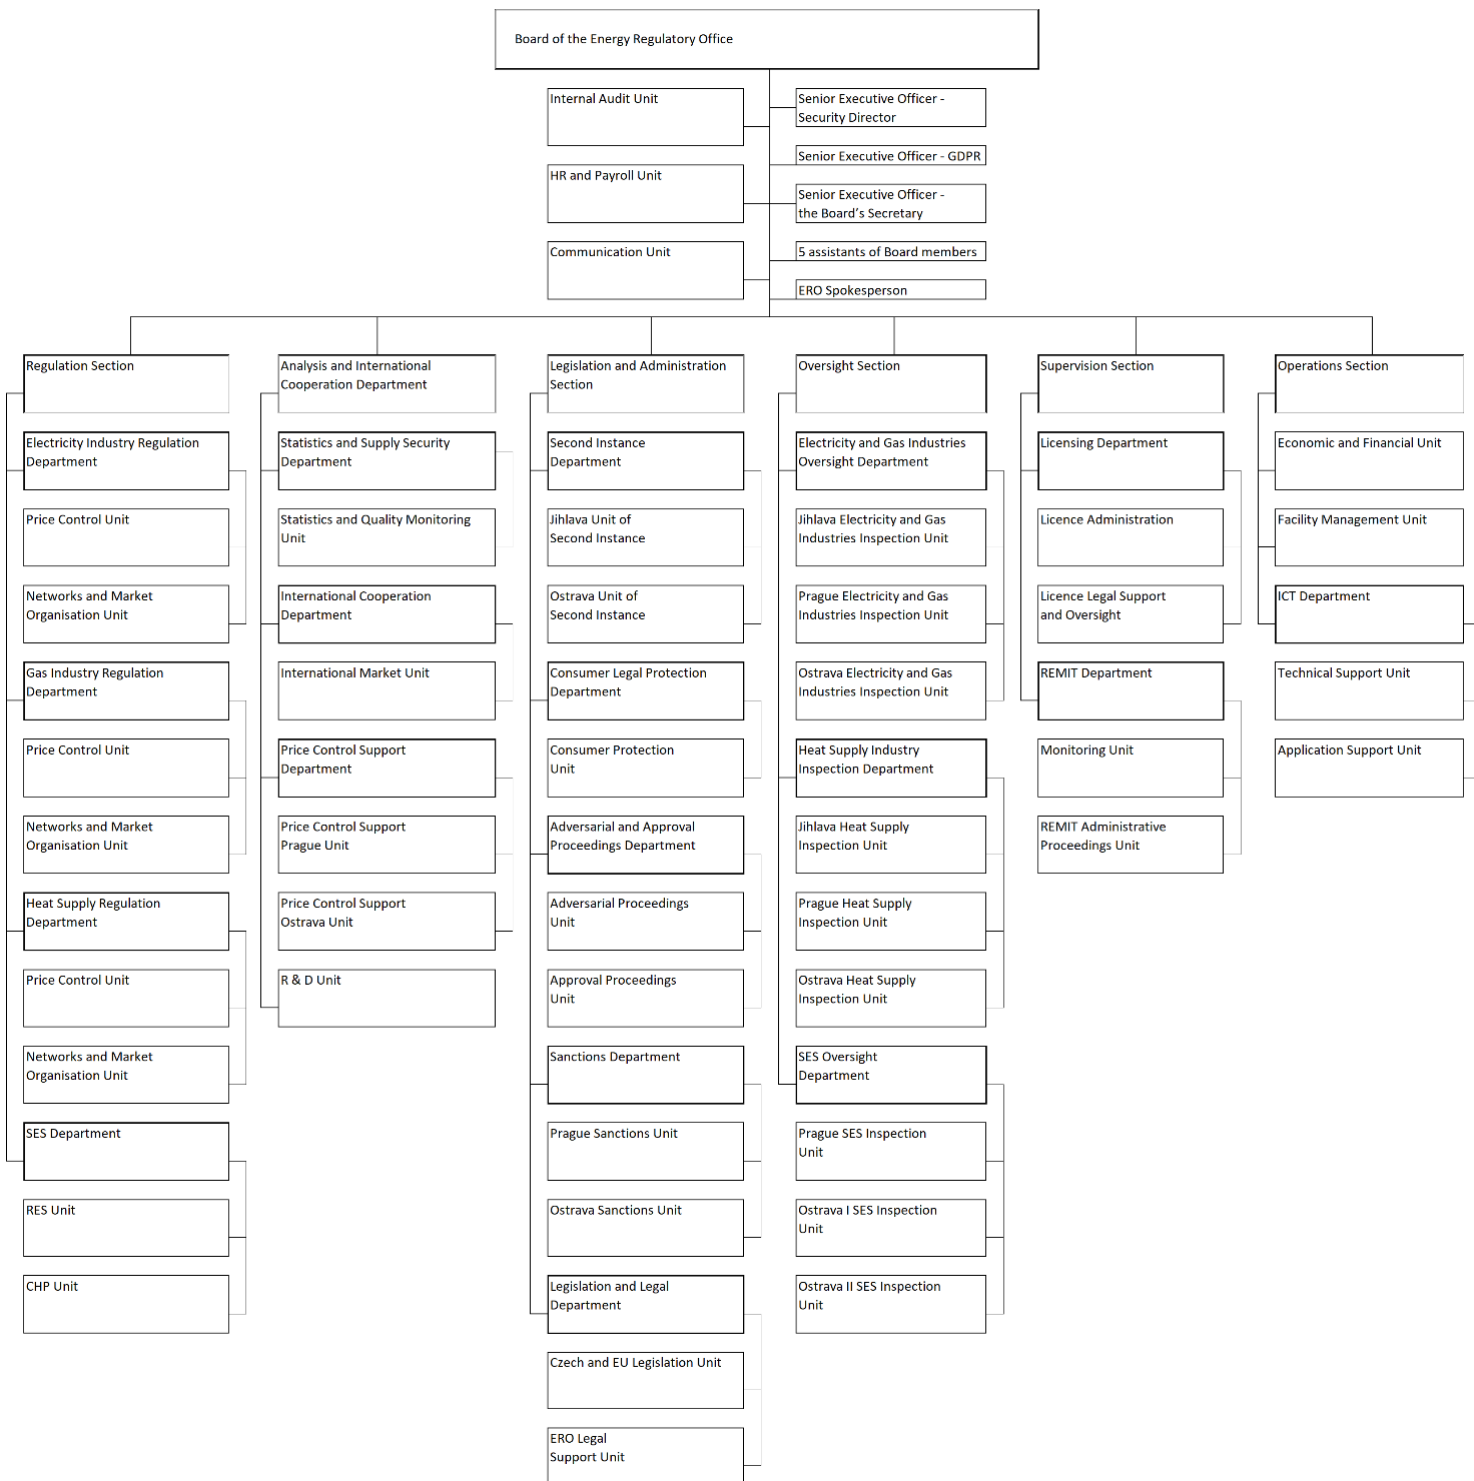 Board of the Energy Regulatory Office
Internal Audit Unit
Senior Executive Officer -
Security Director
Senior Executive Officer - GDPR
HR and Payroll Unit
Senior Executive Officer -
the Board’s Secretary
Communication Unit
5 assistants of Board members
ERO Spokesperson
Regulation Section
Electricity Industry Regulation
Department
Price Control Unit
Networks and Market
Organisation Unit
Gas Industry Regulation
Department
Price Control Unit
Networks and Market
Organisation Unit
Heat Supply Regulation
Department
Price Control Unit
Networks and Market
Organisation Unit
SES Department
RES Unit
CHP Unit
Analysis and International
Cooperation Department
Statistics and Supply Security
Department
Statistics and Quality Monitoring
Unit
International Cooperation
Department
International Market Unit
Price Control Support
Department
Price Control Support
Prague Unit
Price Control Support
Ostrava Unit
R & D Unit
Legislation and Administration
Section
Second Instance
Department
Jihlava Unit of
Second Instance
Ostrava Unit of
Second Instance
Consumer Legal Protection
Department
Consumer Protection
Unit
Adversarial and Approval
Proceedings Department
Adversarial Proceedings
Unit
Approval Proceedings
Unit
Sanctions Department
Prague Sanctions Unit
Ostrava Sanctions Unit
Legislation and Legal
Department
Czech and EU Legislation Unit
ERO Legal
Support Unit
Oversight Section
Electricity and Gas Industries
Oversight Department
Jihlava Electricity and Gas
Industries Inspection Unit
Prague Electricity and Gas
Industries Inspection Unit
Ostrava Electricity and Gas
Industries Inspection Unit
Heat Supply Industry
Inspection Department
Jihlava Heat Supply
Inspection Unit
Prague Heat Supply
Inspection Unit
Ostrava Heat Supply
Inspection Unit
SES Oversight
Department
Prague SES Inspection
Unit
Ostrava I SES Inspection
Unit
Ostrava II SES Inspection
Unit
Supervision Section
Licensing Department
Licence Administration
Licence Legal Support
and Oversight
REMIT Department
Monitoring Unit
REMIT Administrative
Proceedings Unit
Operations Section
Economic and Financial Unit
Facility Management Unit
ICT Department
Technical Support Unit
Application Support Unit